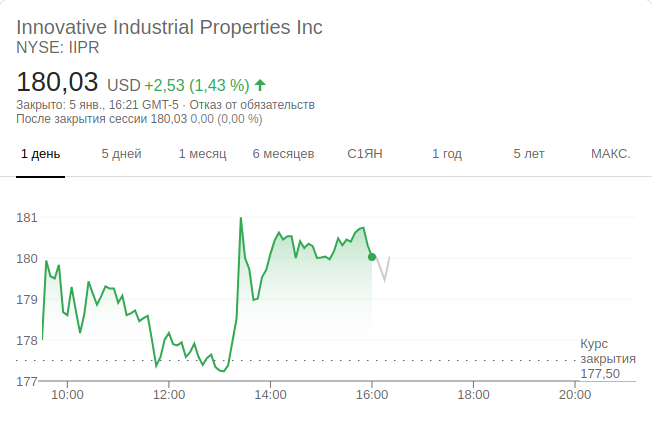 Innovative Industrial Properties Inc
NYSE: IIPR
180,03 USD +2,53 (1,43 %)
Закрыто: 5 янв., 16:21 GMT-5 · Отказ от обязательств
После закрытия сессии 180,03 0,00 (0,00 %)
1 день 5 дней 1 месяц 6 месяцев С1ЯН 1 год 5 лет МАКС.
181
180
179
178
177
Курс
закрытия
177,50
10:00 12:00 14:00 16:00 18:00 20:00